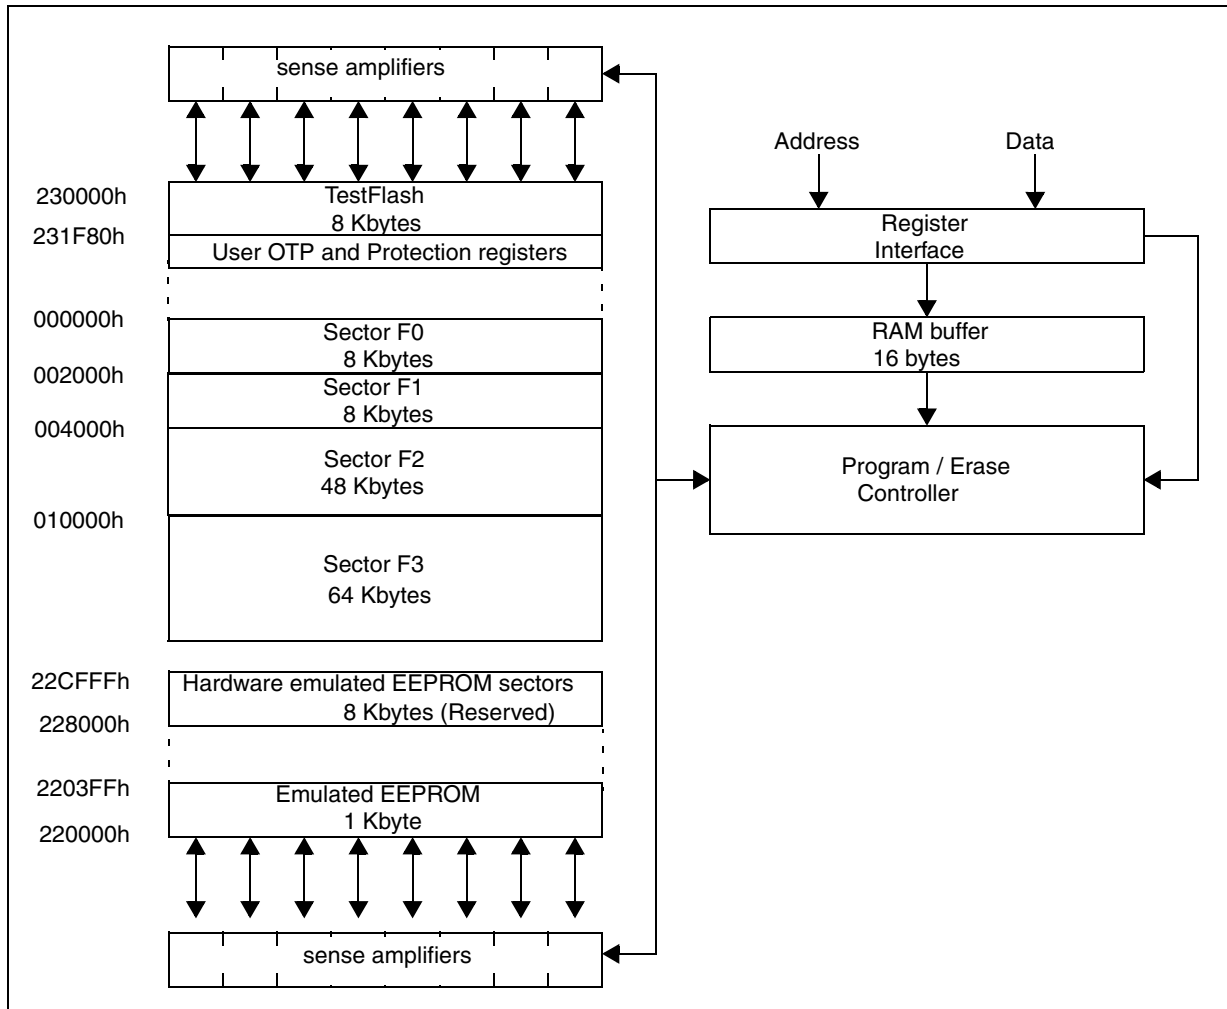 sense amplifiers
230000h
TestFlash
8 Kbytes
231F80h
User OTP and Protection registers
000000h
Sector F0
8 Kbytes
002000h
Sector F1
8 Kbytes
004000h
Sector F2
48 Kbytes
010000h
Sector F3
64 Kbytes
22CFFFh
Hardware emulated EEPROM sectors
8 Kbytes (Reserved)
228000h
2203FFh
Emulated EEPROM
1 Kbyte
220000h
sense amplifiers
Address
Data
Register
Interface
RAM buffer
16 bytes
Program / Erase
Controller